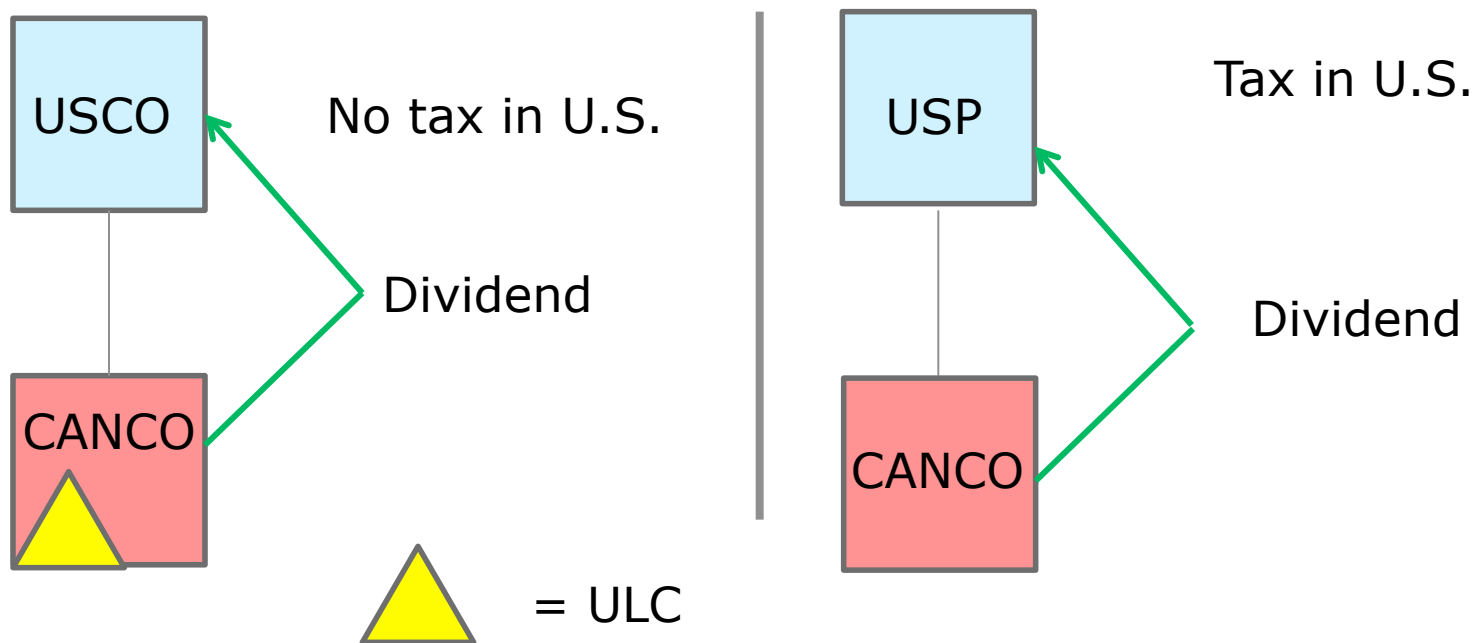 USCO
No tax in U.S.
Dividend
CANCO
= ULC
USP
Tax in U.S.
Dividend
CANCO